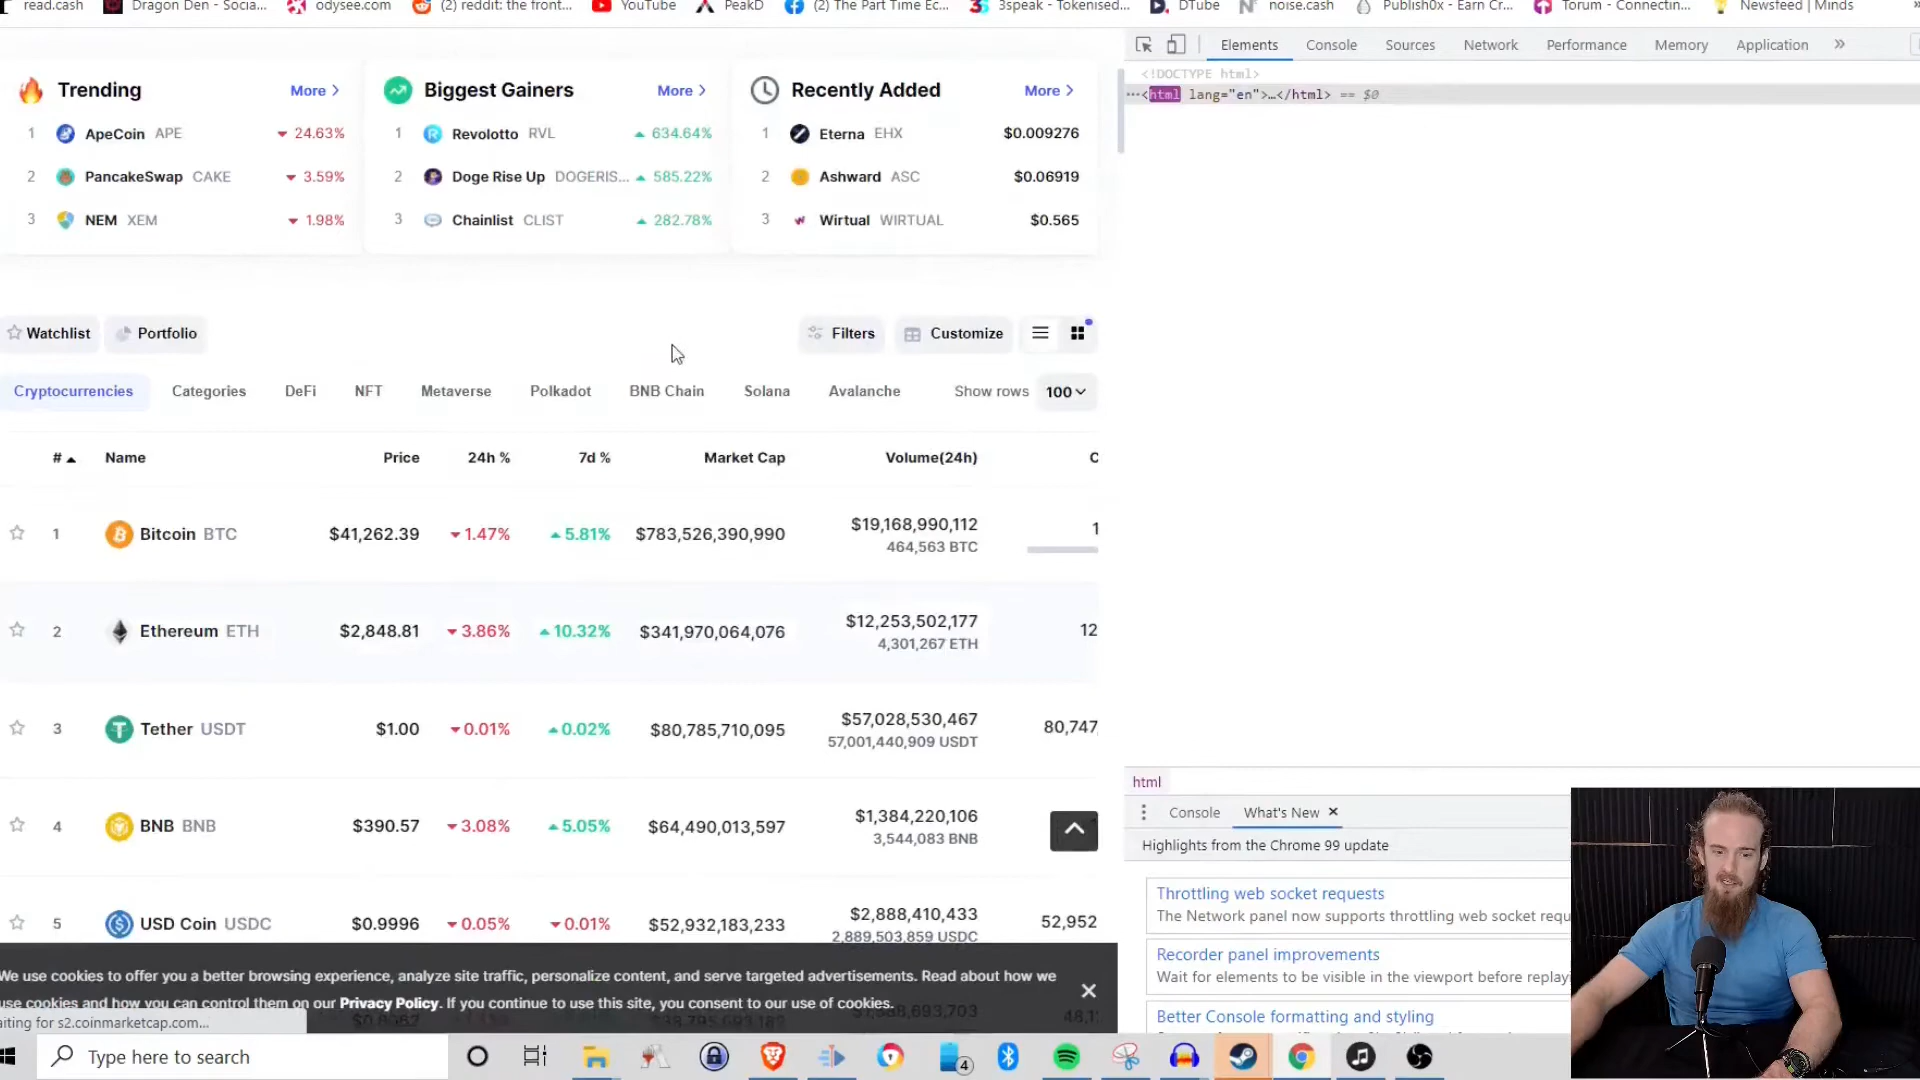 read.cash Dragon Den - Socia... odysee.com (2) reddit: the front... YouTube PeakD (2) The Part Time Ec... 3speak - Tokenised... DTube noise.cash Publish0x - Earn Cr... Torum - Connectin... Newsfeed | Minds
Elements Console Sources Network Performance Memory Application »
<!DOCTYPE html>
···<html lang="en">…</html> == $0
Trending More >
1 ApeCoin APE 24.63%
2 PancakeSwap CAKE 3.59%
3 NEM XEM 1.98%
Biggest Gainers More >
1 Revolotto RVL 634.64%
2 Doge Rise Up DOGERIS... 585.22%
3 Chainlist CLIST 282.78%
Recently Added More >
1 Eterna EHX $0.009276
2 Ashward ASC $0.06919
3 Wirtual WIRTUAL $0.565
Watchlist Portfolio Filters Customize
Cryptocurrencies Categories DeFi NFT Metaverse Polkadot BNB Chain Solana Avalanche Show rows 100
# Name Price 24h % 7d % Market Cap Volume(24h) C
1 Bitcoin BTC $41,262.39 1.47% 5.81% $783,526,390,990 $19,168,990,112 1
464,563 BTC
2 Ethereum ETH $2,848.81 3.86% 10.32% $341,970,064,076 $12,253,502,177 12
4,301,267 ETH
3 Tether USDT $1.00 0.01% 0.02% $80,785,710,095 $57,028,530,467 80,747
57,001,440,909 USDT
4 BNB BNB $390.57 3.08% 5.05% $64,490,013,597 $1,384,220,106
3,544,083 BNB
5 USD Coin USDC $0.9996 0.05% 0.01% $52,932,183,233 $2,888,410,433 52,952
2,889,503,859 USDC
We use cookies to offer you a better browsing experience, analyze site traffic, personalize content, and serve targeted advertisements. Read about how we
use cookies and how you can control them on our Privacy Policy. If you continue to use this site, you consent to our use of cookies.
aiting for s2.coinmarketcap.com...
html
Console What's New ×
Highlights from the Chrome 99 update
Throttling web socket requests
The Network panel now supports throttling web socket requ
Recorder panel improvements
Wait for elements to be visible in the viewport before replayi
Better Console formatting and styling
Type here to search
4